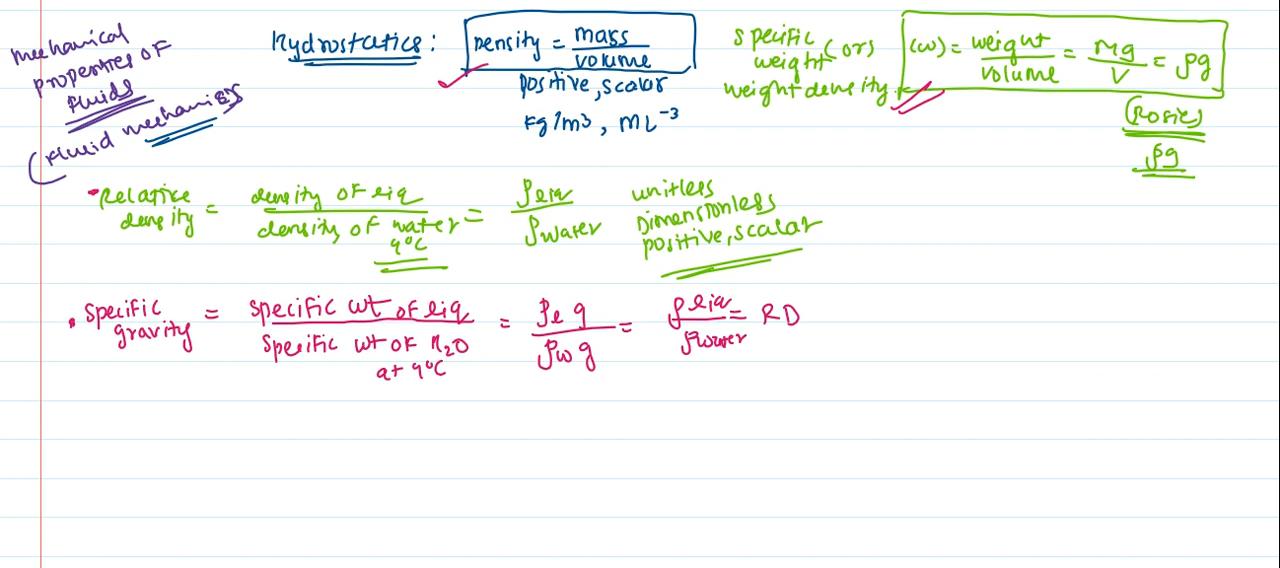 Mechanical
properties of
Fluids
(Fluid mechanics
Hydrostatics: Density = mass / volume
positive, scalar
kg/m³, ML⁻³
Specific
weight (or)
weight density
(w) = weight / volume = Mg / V = ρg
ρg
• Relative density = density of liq / density of water 4°C = ρliq / ρwater
unitless
Dimensionless
positive, scalar
• Specific gravity = Specific wt of liq / Specific wt of H₂O at 4°C = ρe g / ρw g = ρliq / ρwater = RD